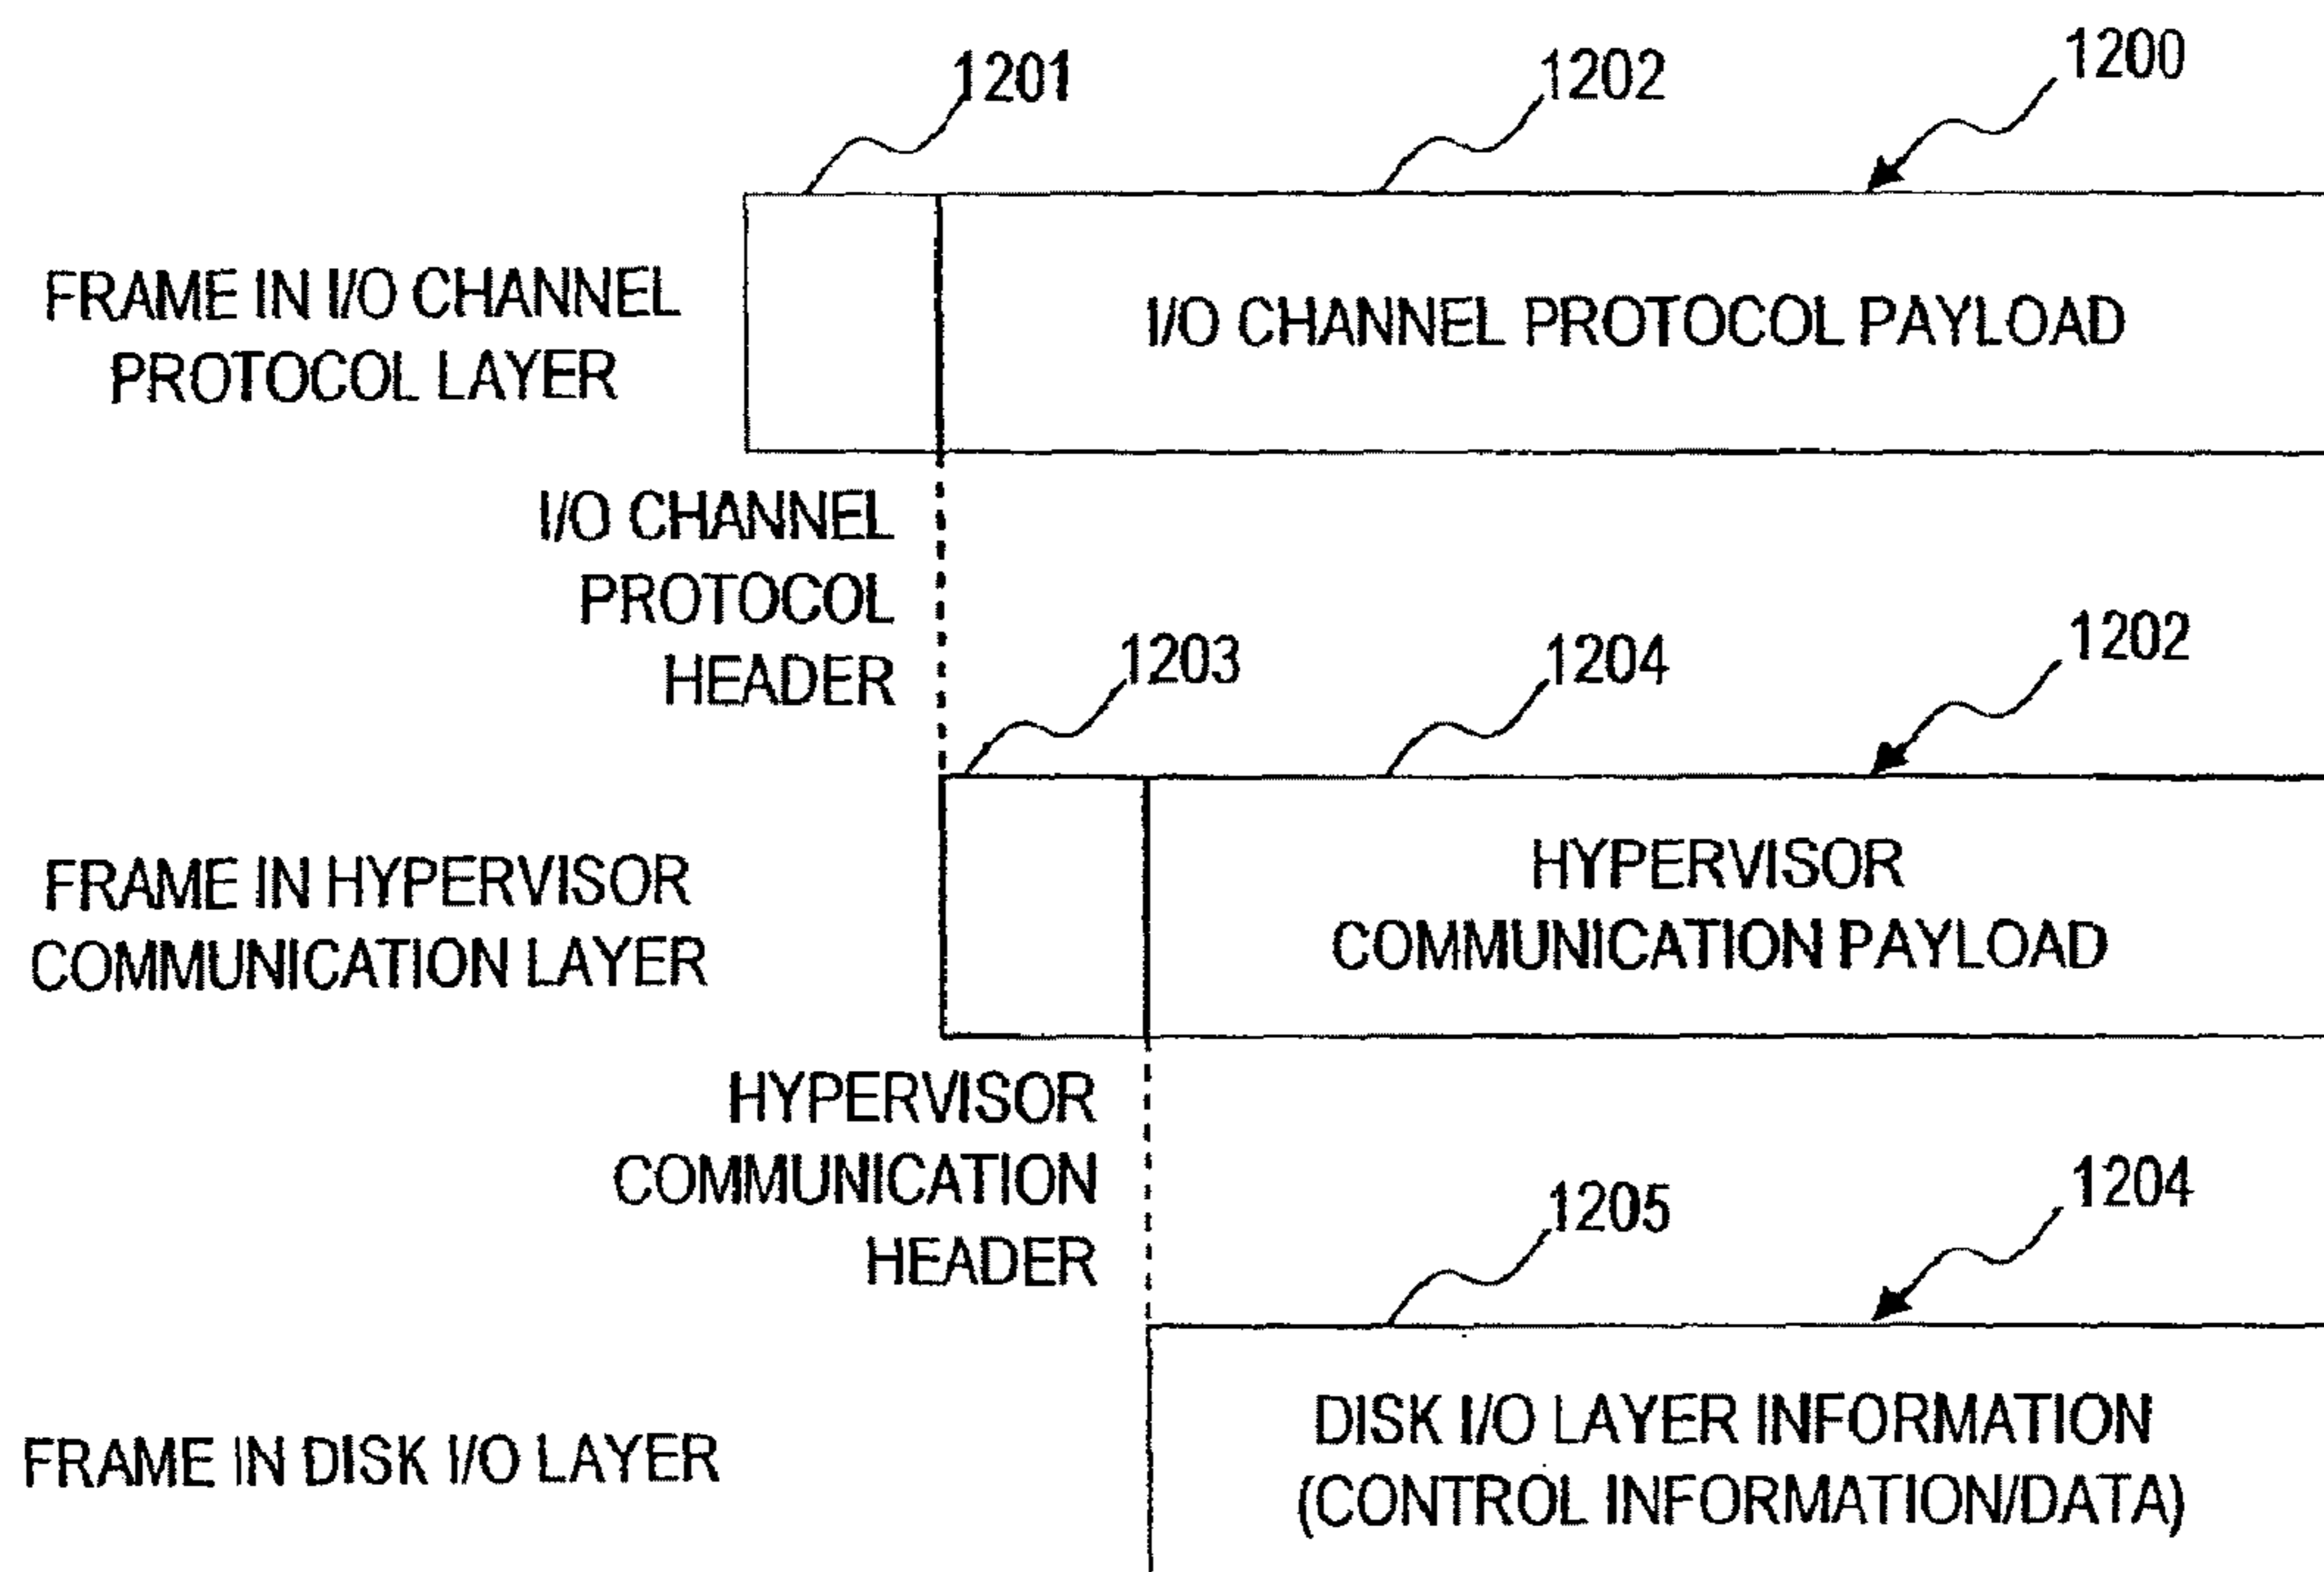 1201
1202
1200
FRAME IN I/O CHANNEL
PROTOCOL LAYER
I/O CHANNEL PROTOCOL PAYLOAD
I/O CHANNEL
PROTOCOL
HEADER
1203
1204
1202
FRAME IN HYPERVISOR
COMMUNICATION LAYER
HYPERVISOR
COMMUNICATION PAYLOAD
HYPERVISOR
COMMUNICATION
HEADER
1205
1204
FRAME IN DISK I/O LAYER
DISK I/O LAYER INFORMATION
(CONTROL INFORMATION/DATA)